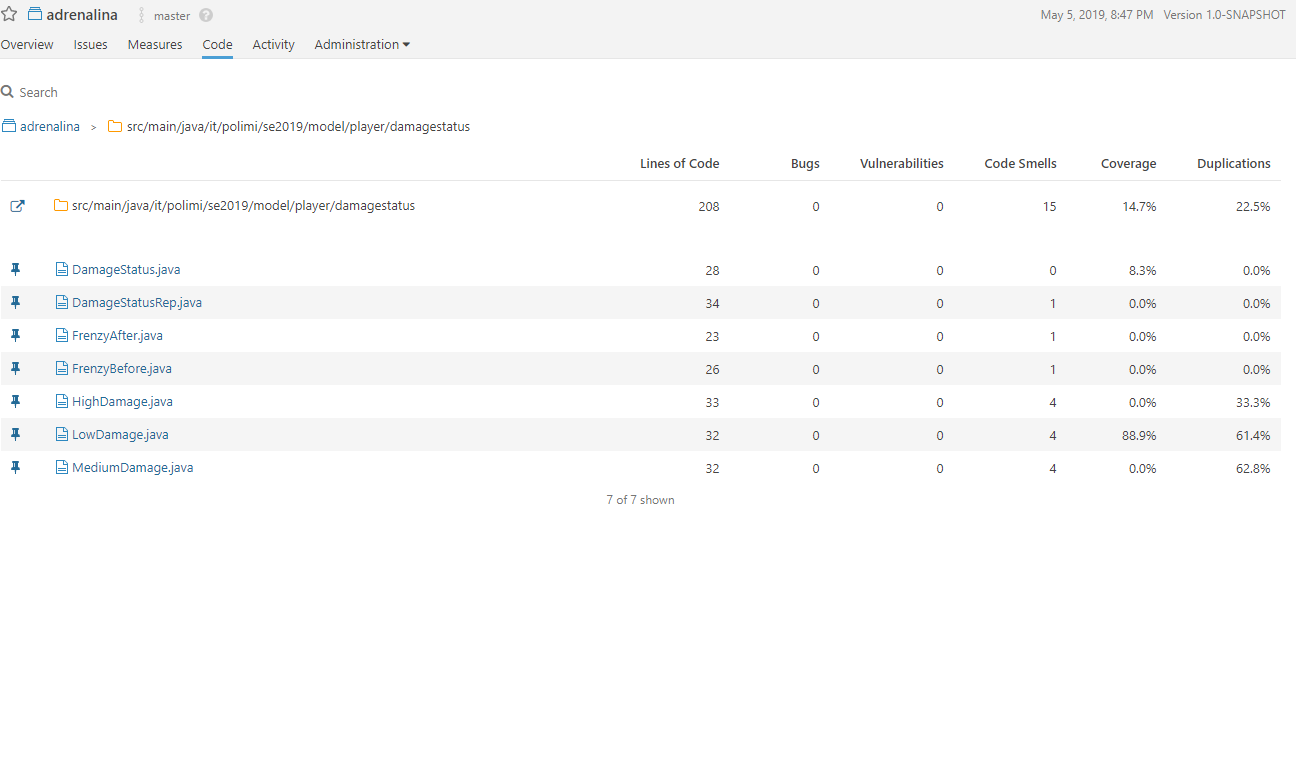 adrenalina master ? May 5, 2019, 8:47 PM Version 1.0-SNAPSHOT
Overview Issues Measures Code Activity Administration
Search
adrenalina > src/main/java/it/polimi/se2019/model/player/damagestatus
Lines of Code Bugs Vulnerabilities Code Smells Coverage Duplications
src/main/java/it/polimi/se2019/model/player/damagestatus 208 0 0 15 14.7% 22.5%
DamageStatus.java 28 0 0 0 8.3% 0.0%
DamageStatusRep.java 34 0 0 1 0.0% 0.0%
FrenzyAfter.java 23 0 0 1 0.0% 0.0%
FrenzyBefore.java 26 0 0 1 0.0% 0.0%
HighDamage.java 33 0 0 4 0.0% 33.3%
LowDamage.java 32 0 0 4 88.9% 61.4%
MediumDamage.java 32 0 0 4 0.0% 62.8%
7 of 7 shown